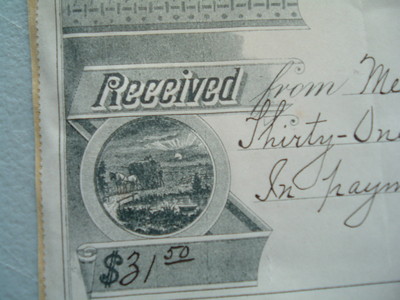 Received from Me
Thirty-One
In paym
$31 50